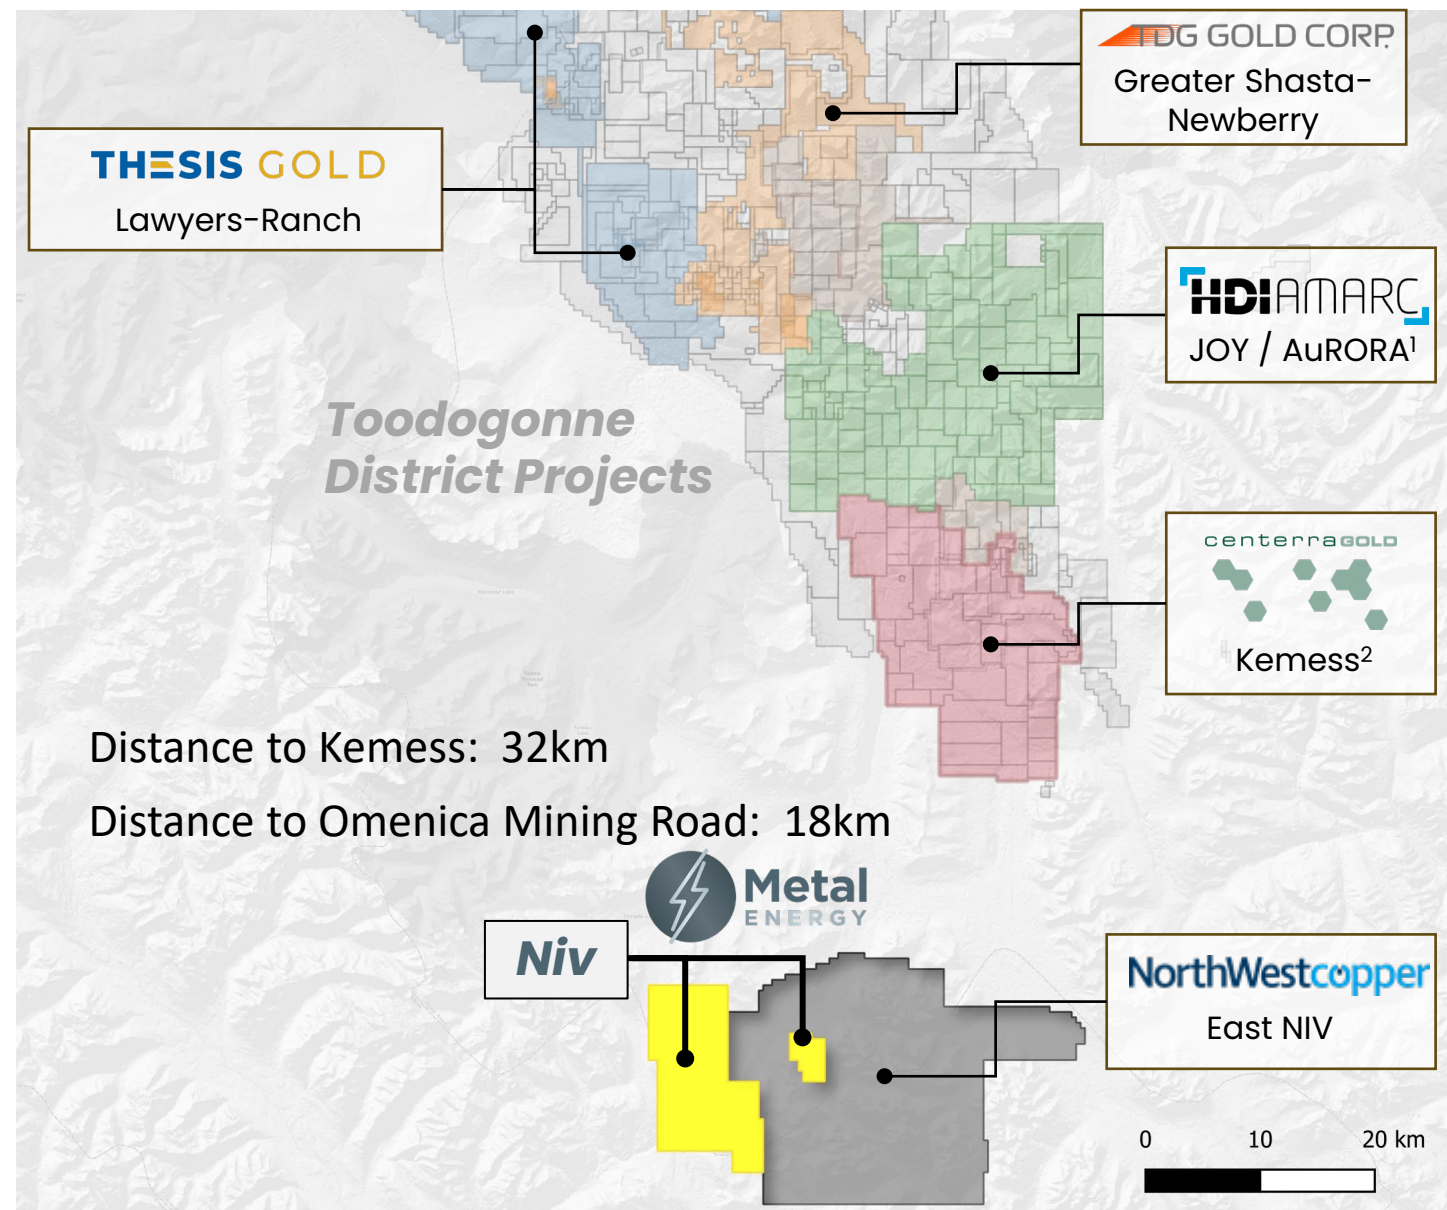 TDG GOLD CORP.
Greater Shasta-
Newberry
THESIS GOLD
Lawyers-Ranch
HDI AMARC
JOY / AuRORA¹
Toodogonne
District Projects
centerra GOLD
Kemess²
Distance to Kemess: 32km
Distance to Omenica Mining Road: 18km
Metal
ENERGY
Niv
NorthWest copper
East NIV
0 10 20 km